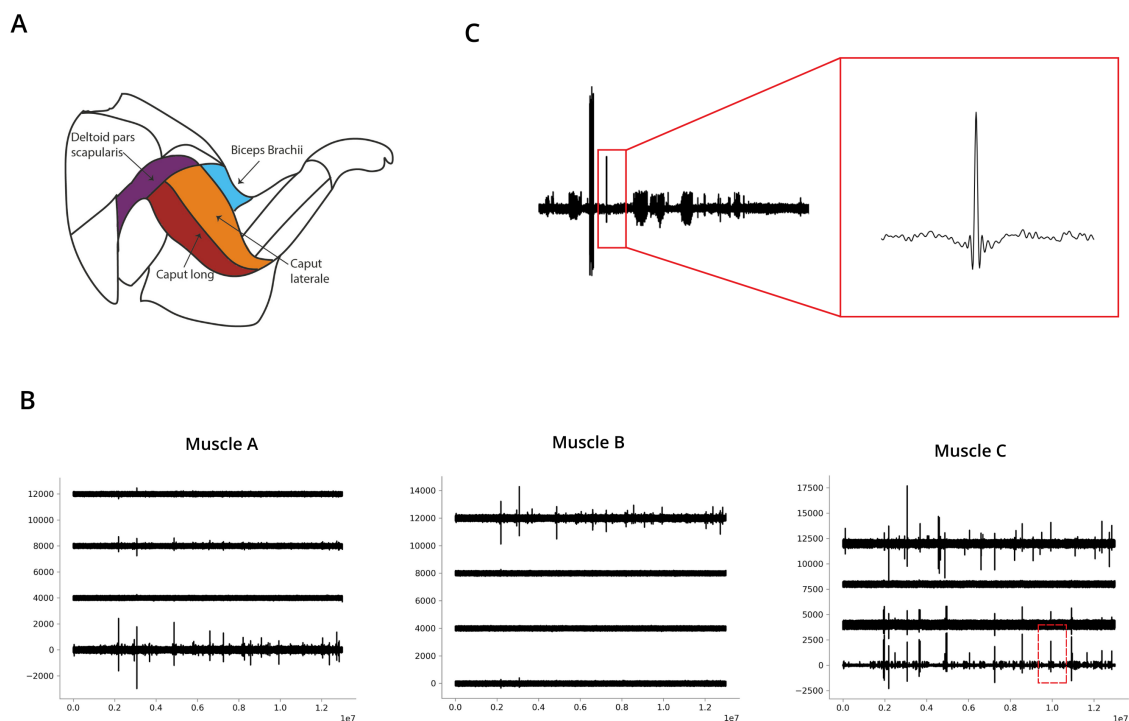 A
C
Deltoid pars
scapularis
Biceps Brachii
Caput long
Caput
laterale
B
Muscle A
12000
10000
8000
6000
4000
2000
0
−2000
0.0 0.2 0.4 0.6 0.8 1.0 1.2
1e7
Muscle B
14000
12000
10000
8000
6000
4000
2000
0
0.0 0.2 0.4 0.6 0.8 1.0 1.2
1e7
Muscle C
17500
15000
12500
10000
7500
5000
2500
0
−2500
0.0 0.2 0.4 0.6 0.8 1.0 1.2
1e7